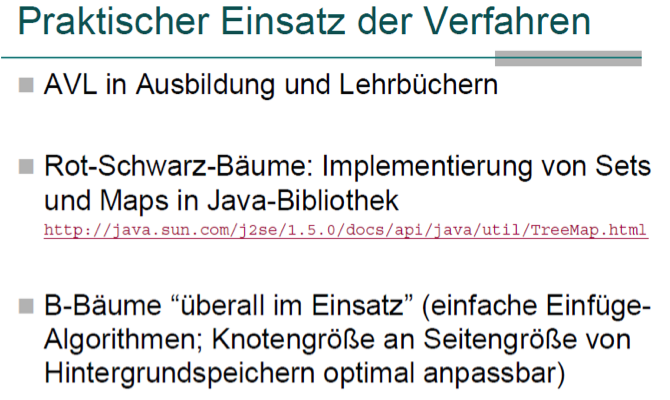 Praktischer Einsatz der Verfahren
AVL in Ausbildung und Lehrbüchern
Rot-Schwarz-Bäume: Implementierung von Sets
und Maps in Java-Bibliothek
http://java.sun.com/j2se/1.5.0/docs/api/java/util/TreeMap.html
B-Bäume “überall im Einsatz” (einfache Einfüge-
Algorithmen; Knotengröße an Seitengröße von
Hintergrundspeichern optimal anpassbar)